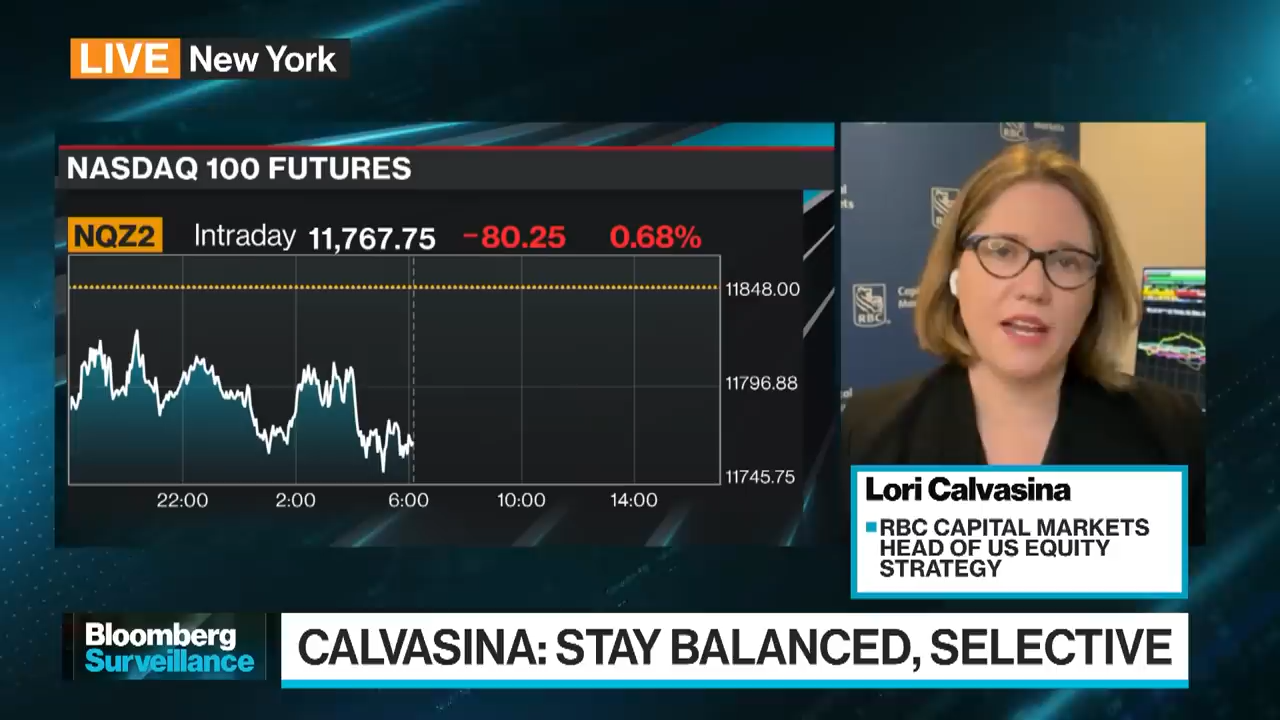 LIVE New York
NASDAQ 100 FUTURES
NQZ2 Intraday 11,767.75 -80.25 0.68%
11848.00
11796.88
11745.75
22:00 2:00 6:00 10:00 14:00
RBC
RBC
Lori Calvasina
RBC CAPITAL MARKETS
HEAD OF US EQUITY
STRATEGY
Bloomberg
Surveillance
CALVASINA: STAY BALANCED, SELECTIVE